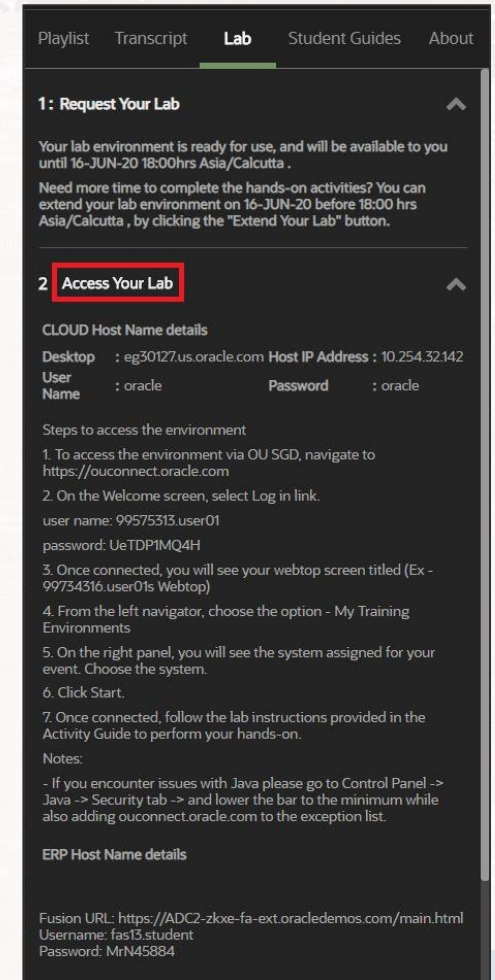 Playlist Transcript Lab Student Guides About
1: Request Your Lab
Your lab environment is ready for use, and will be available to you
until 16-JUN-20 18:00hrs Asia/Calcutta .
Need more time to complete the hands-on activities? You can
extend your lab environment on 16-JUN-20 before 18:00 hrs
Asia/Calcutta , by clicking the "Extend Your Lab" button.
2 Access Your Lab
CLOUD Host Name details
Desktop : eg30127.us.oracle.com Host IP Address : 10.254.32.142
User Name : oracle Password : oracle
Steps to access the environment
1. To access the environment via OU SGD, navigate to
https://ouconnect.oracle.com
2. On the Welcome screen, select Log in link.
user name: 99575313.user01
password: UeTDP1MQ4H
3. Once connected, you will see your webtop screen titled (Ex -
99734316.user01s Webtop)
4. From the left navigator, choose the option - My Training
Environments
5. On the right panel, you will see the system assigned for your
event. Choose the system.
6. Click Start.
7. Once connected, follow the lab instructions provided in the
Activity Guide to perform your hands-on.
Notes:
- If you encounter issues with Java please go to Control Panel ->
Java -> Security tab -> and lower the bar to the minimum while
also adding ouconnect.oracle.com to the exception list.
ERP Host Name details
Fusion URL: https://ADC2-zkxe-fa-ext.oracledemos.com/main.html
Username: fas13.student
Password: MrN45884